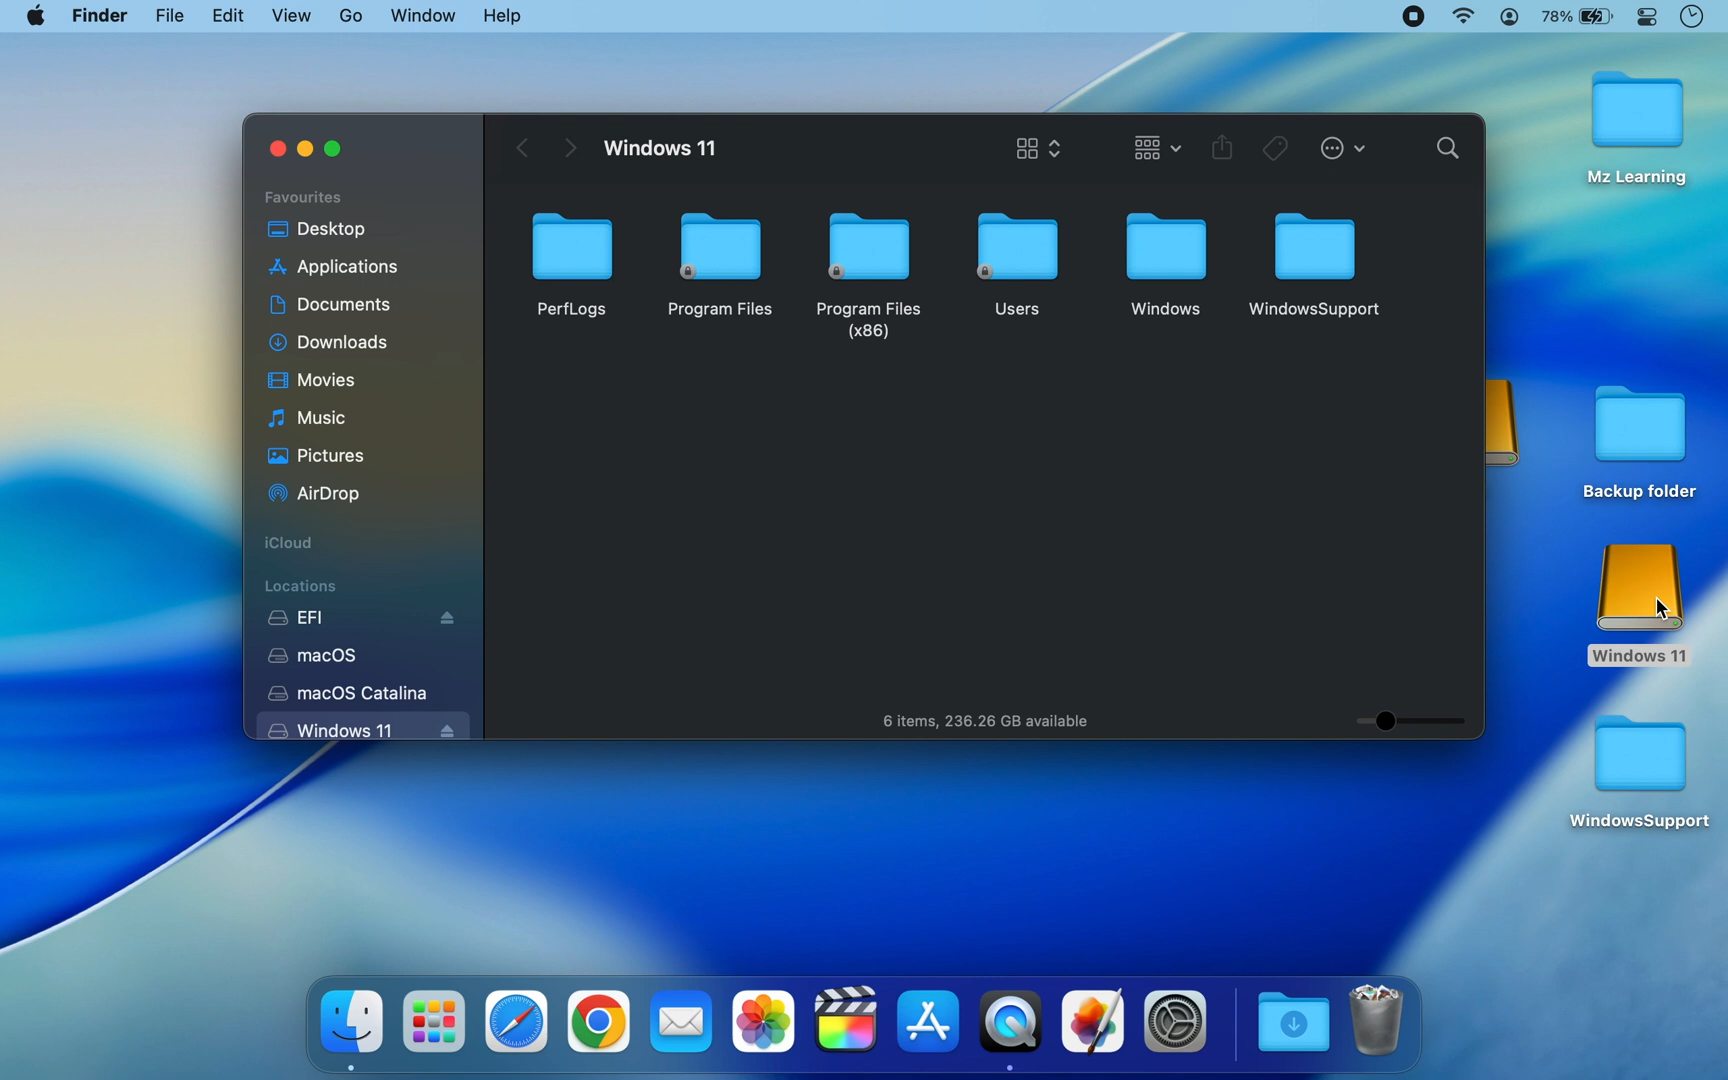 Finder File Edit View Go Window Help 78%
Windows 11
Favourites
Desktop
Applications
Documents
Downloads
Movies
Music
Pictures
AirDrop
iCloud
Locations
EFI
macOS
macOS Catalina
Windows 11
PerfLogs Program Files Program Files Users Windows WindowsSupport
(x86)
6 items, 236.26 GB available
Mz Learning
Backup folder
Windows 11
WindowsSupport